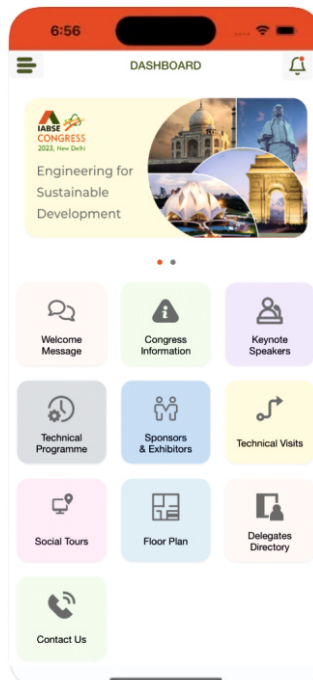 6:56
DASHBOARD
IABSE
CONGRESS
2023, New Delhi
Engineering for
Sustainable
Development
Welcome
Message
Congress
Information
Keynote
Speakers
Technical
Programme
Sponsors
& Exhibitors
Technical Visits
Social Tours
Floor Plan
Delegates
Directory
Contact Us